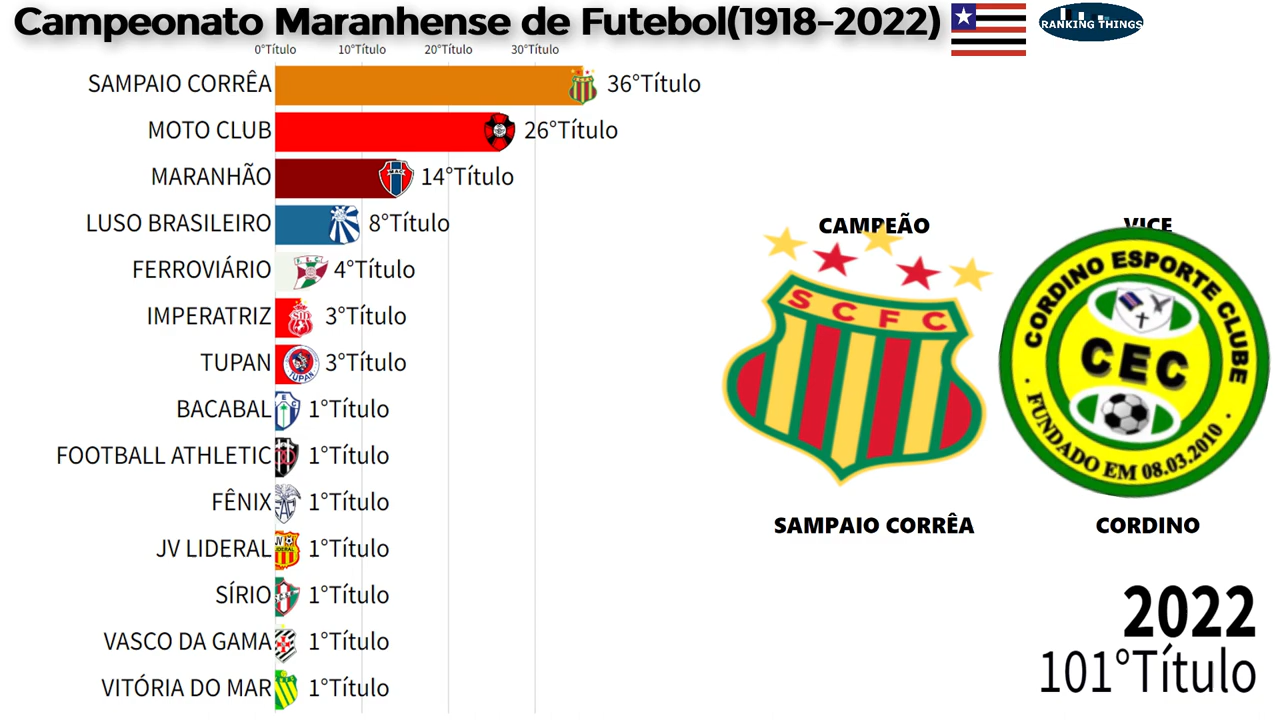 Campeonato Maranhense de Futebol(1918–2022)
RANKING THINGS
0°Título 10°Título 20°Título 30°Título
SAMPAIO CORRÊA 36°Título
MOTO CLUB 26°Título
MARANHÃO 14°Título
LUSO BRASILEIRO 8°Título
FERROVIÁRIO 4°Título
IMPERATRIZ 3°Título
TUPAN TUPAN 3°Título
BACABAL 1°Título
FOOTBALL ATHLETIC 1°Título
FÊNIX 1°Título
JV LIDERAL 1°Título
SÍRIO 1°Título
VASCO DA GAMA 1°Título
VITÓRIA DO MAR 1°Título
CAMPEÃO VICE
SCFC
CORDINO ESPORTE CLUBE
CEC
FUNDADO EM 08.03.2010
SAMPAIO CORRÊA CORDINO
2022
101°Título